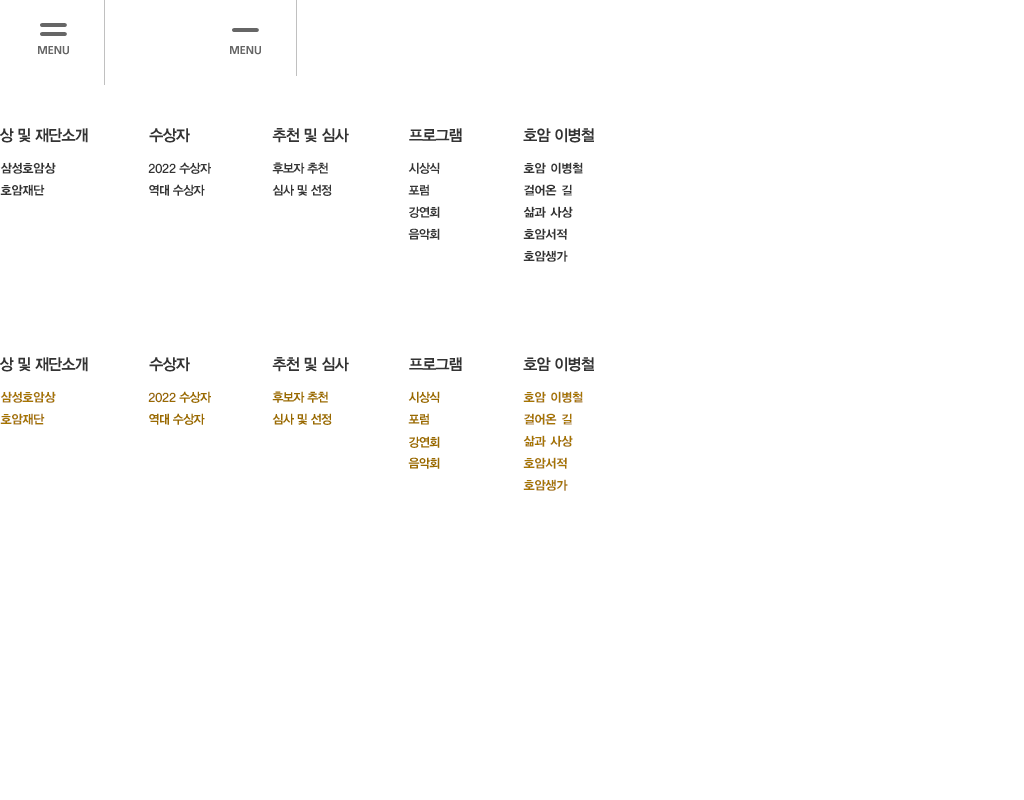 MENU MENU
상 및 재단소개 수상자 추천 및 심사 프로그램 호암 이병철
삼성호암상 2022 수상자 후보자 추천 시상식 호암 이병철
호암재단 역대 수상자 심사 및 선정 포럼 걸어온 길
강연회 삶과 사상
음악회 호암서적
호암생가
상 및 재단소개 수상자 추천 및 심사 프로그램 호암 이병철
삼성호암상 2022 수상자 후보자 추천 시상식 호암 이병철
호암재단 역대 수상자 심사 및 선정 포럼 걸어온 길
강연회 삶과 사상
음악회 호암서적
호암생가